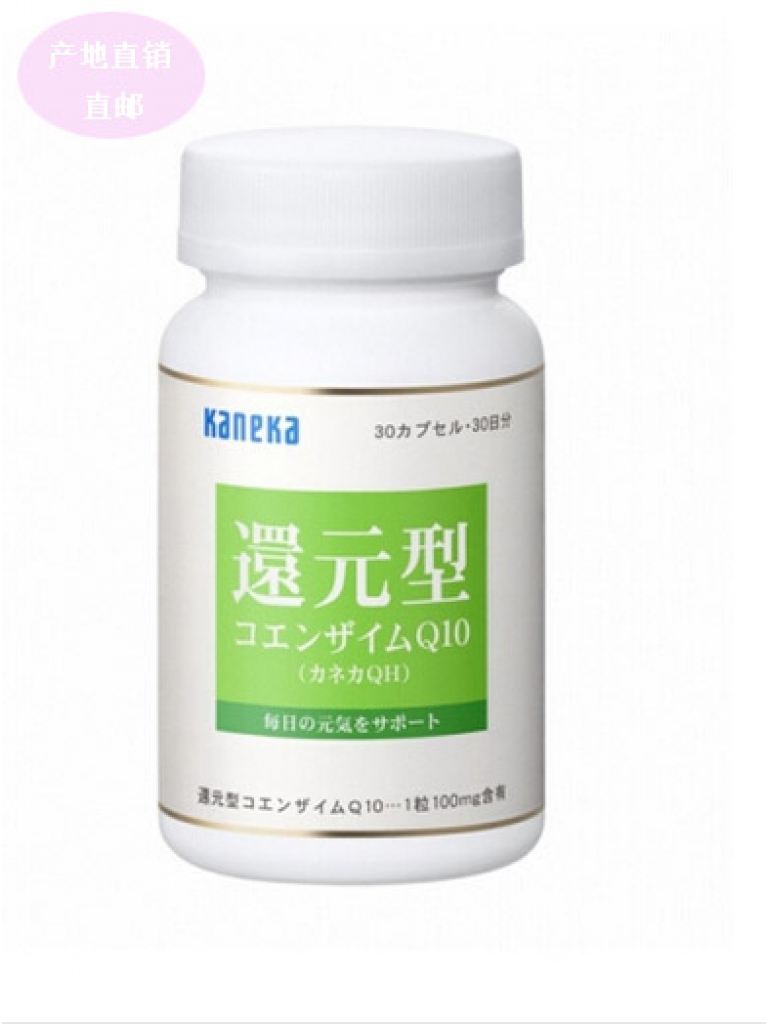 产地直销
直邮
Kaneka
30カプセル・30日分
還元型
コエンザイムQ10
(カネカQH)
毎日の元気をサポート
還元型コエンザイムQ10…1粒100mg含有